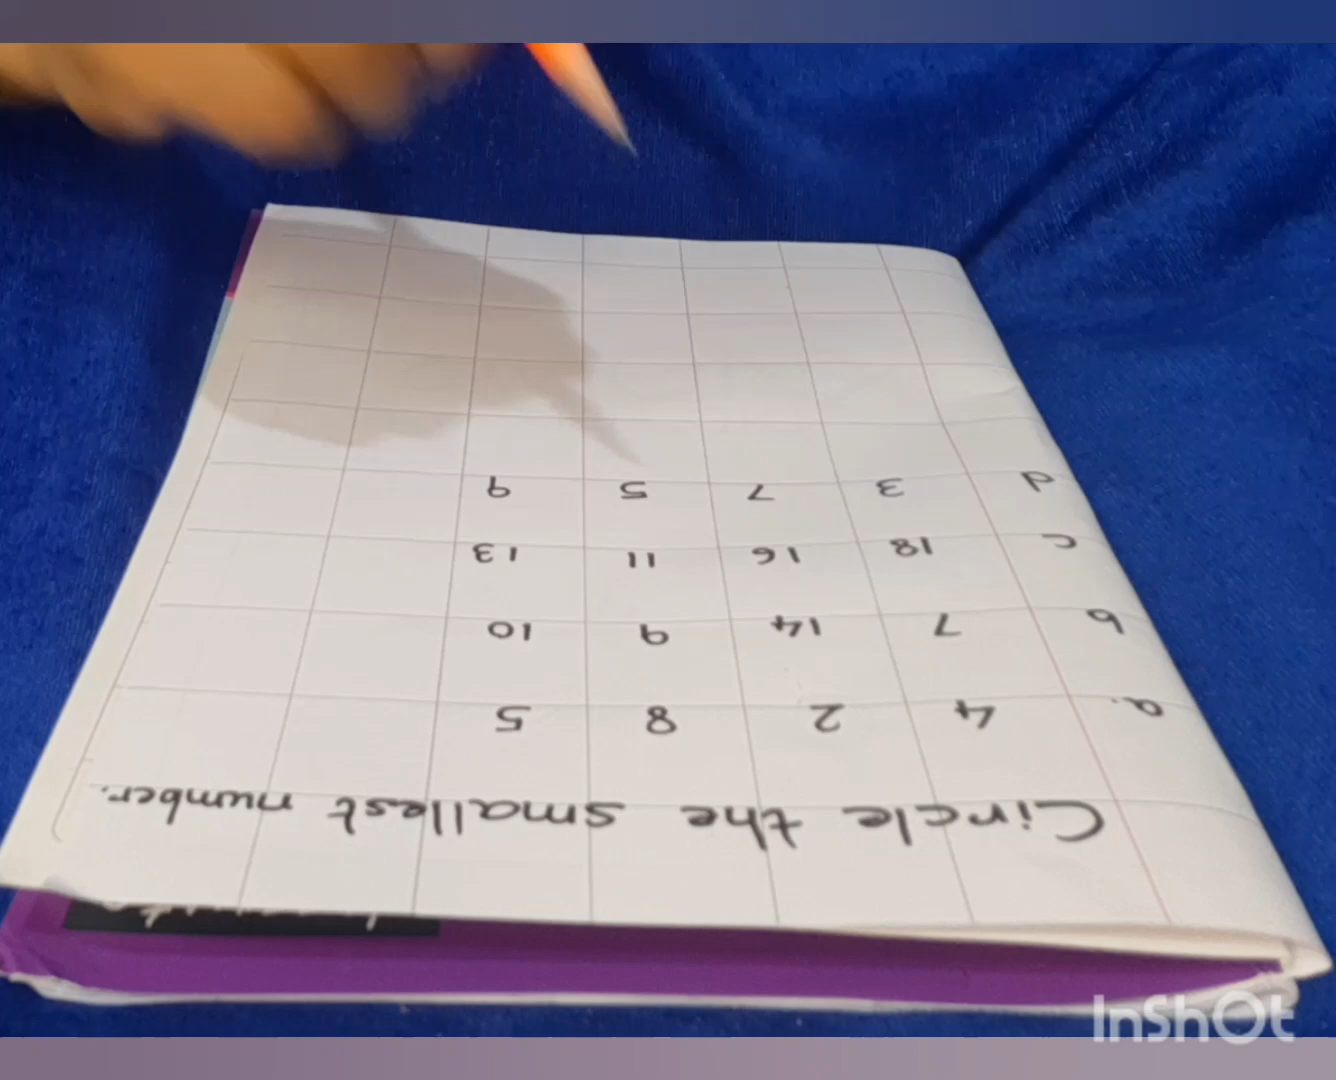 Circle the smallest number.
a. 4 2 8 5
b 7 14 9 10
c 18 16 11 13
d 3 7 5 9
InShOt